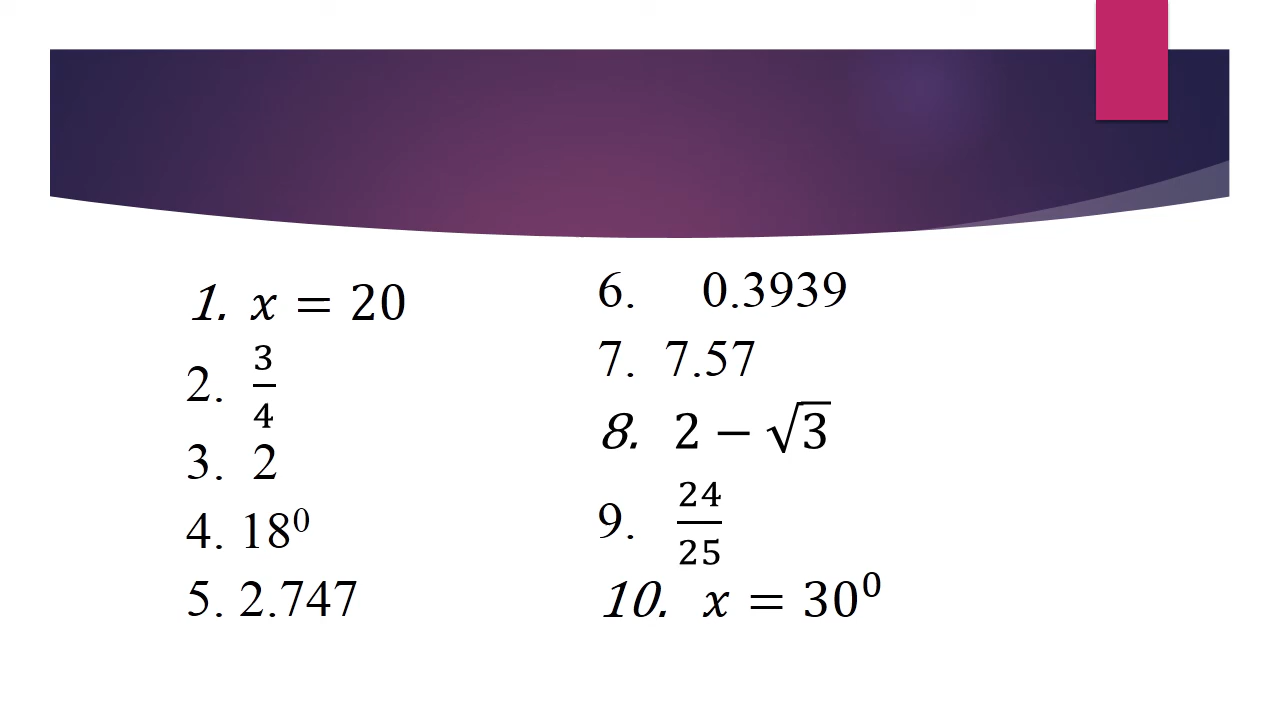 1. x = 20
2. 3/4
3. 2
4. 18⁰
5. 2.747
6. 0.3939
7. 7.57
8. 2 − √3
9. 24/25
10. x = 30⁰